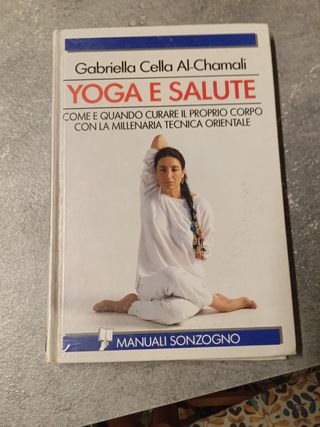 Gabriella Cella Al-Chamali
YOGA E SALUTE
COME E QUANDO CURARE IL PROPRIO CORPO
CON LA MILLENARIA TECNICA ORIENTALE
MANUALI SONZOGNO